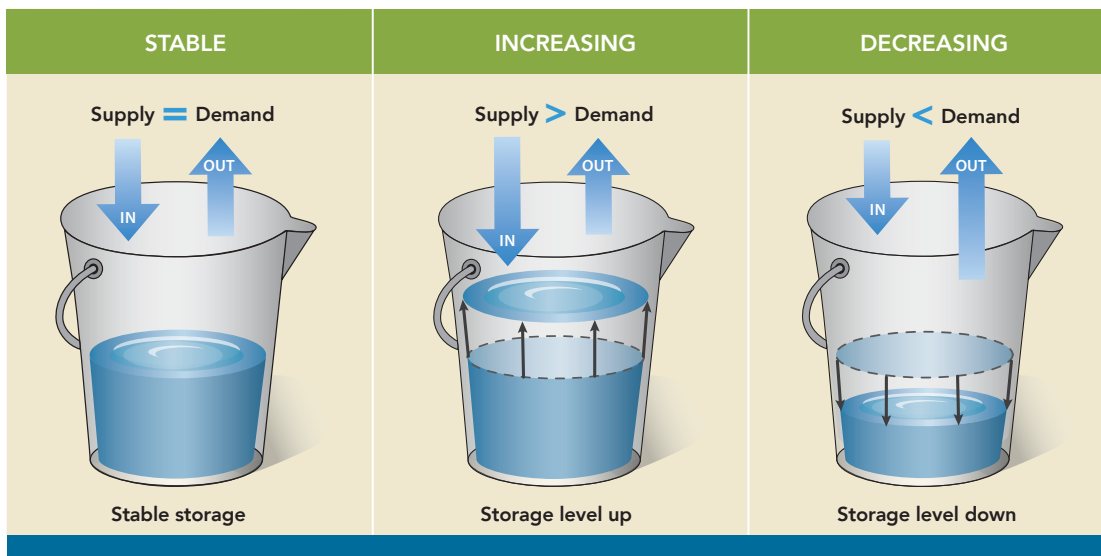 STABLE
INCREASING
DECREASING
Supply = Demand
IN
OUT
Stable storage
Supply > Demand
IN
OUT
Storage level up
Supply < Demand
IN
OUT
Storage level down